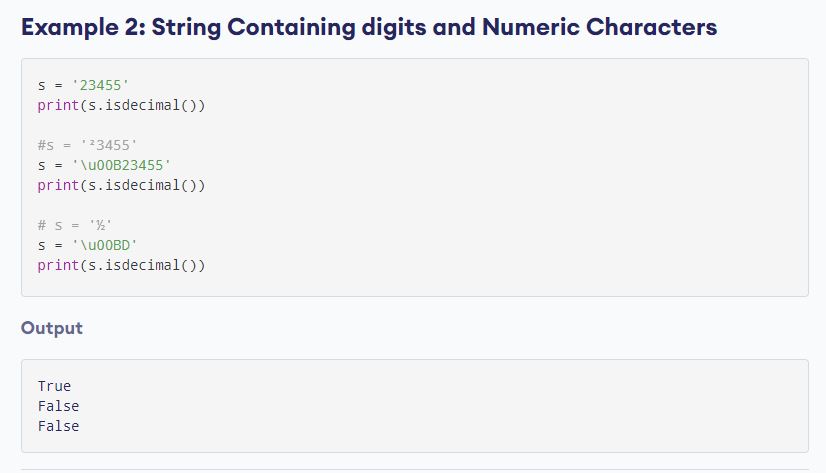 Example 2: String Containing digits and Numeric Characters
s = '23455'
print(s.isdecimal())
#s = '²3455'
s = '\u00B23455'
print(s.isdecimal())
# s = '½'
s = '\u00BD'
print(s.isdecimal())
Output
True
False
False